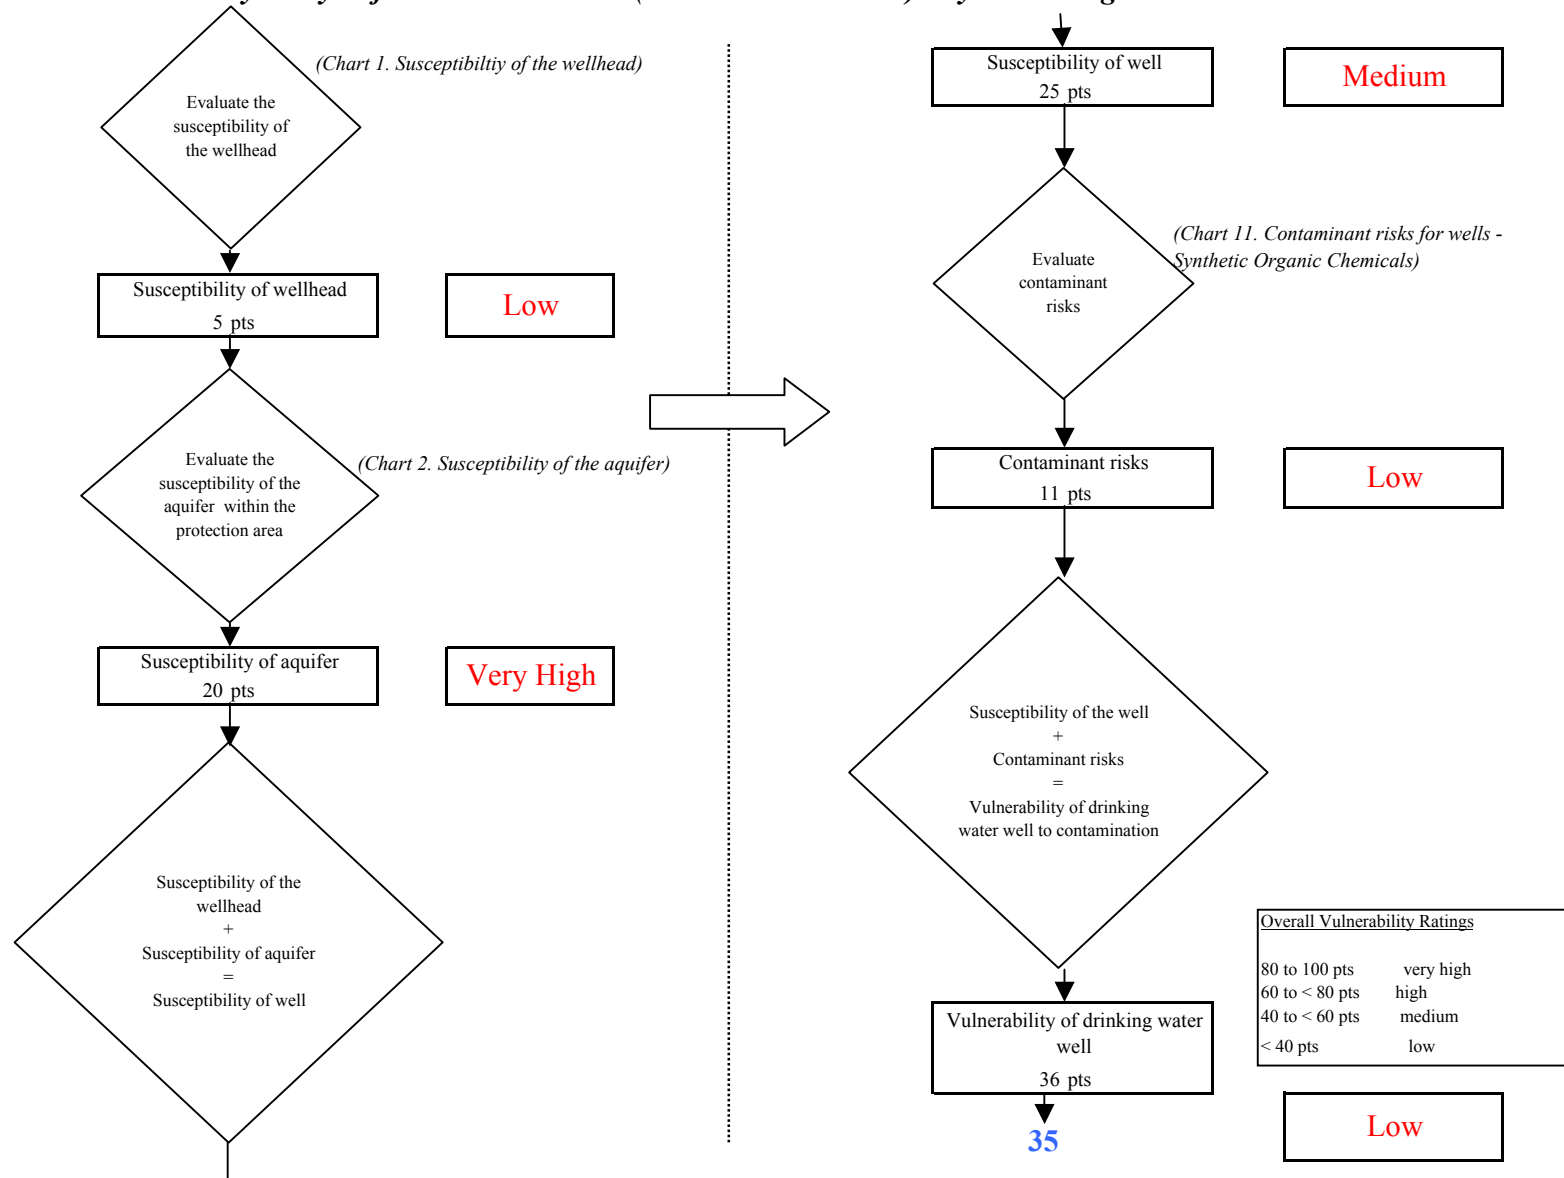 (Chart 1. Susceptibiltiy of the wellhead)
Evaluate the
susceptibility of
the wellhead
Susceptibility of wellhead
5 pts
Low
Evaluate the
susceptibility of the
aquifer within the
protection area
(Chart 2. Susceptibility of the aquifer)
Susceptibility of aquifer
20 pts
Very High
Susceptibility of the
wellhead
+
Susceptibility of aquifer
=
Susceptibility of well
Susceptibility of well
25 pts
Medium
(Chart 11. Contaminant risks for wells -
Synthetic Organic Chemicals)
Evaluate
contaminant
risks
Contaminant risks
11 pts
Low
Susceptibility of the well
+
Contaminant risks
=
Vulnerability of drinking
water well to contamination
Overall Vulnerability Ratings
80 to 100 pts very high
60 to < 80 pts high
40 to < 60 pts medium
< 40 pts low
Vulnerability of drinking water
well
36 pts
35
Low